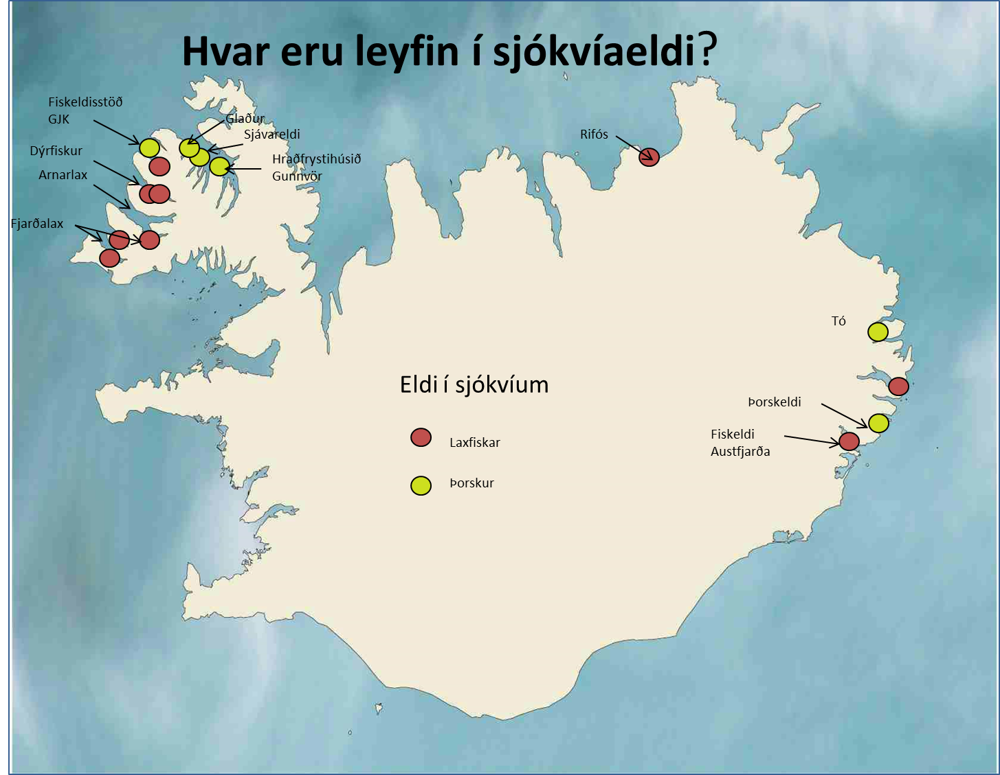 Hvar eru leyfin í sjókvíaeldi?
Fiskeldisstöð
GJK
Glaður
Sjávareldi
Dýrfiskur
Hraðfrystihúsið
Gunnvör
Arnarlax
Fjarðalax
Rifós
Tó
Eldi í sjókvíum
Þorskeldi
Fiskeldi
Austfjarða
Laxfiskar
Þorskur